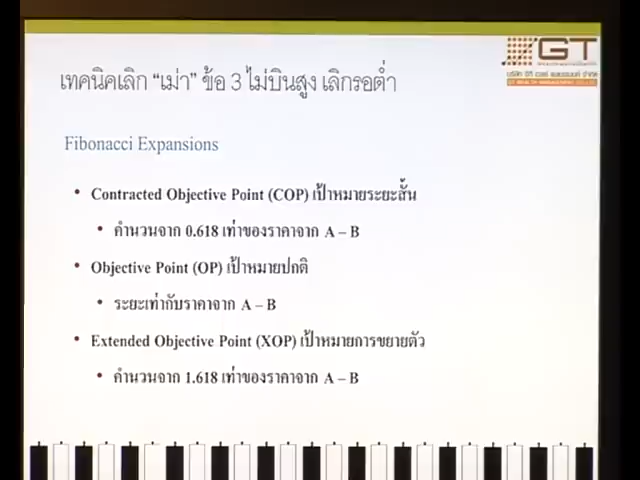 GT
เทคนิคเลิก “เม่า” ข้อ 3 ไม่บินสูง เลิกรอต่ำ
Fibonacci Expansions
• Contracted Objective Point (COP) เป้าหมายระยะสั้น
• คำนวนจาก 0.618 เท่าของราคาจาก A – B
• Objective Point (OP) เป้าหมายปกติ
• ระยะเท่ากับราคาจาก A – B
• Extended Objective Point (XOP) เป้าหมายการขยายตัว
• คำนวนจาก 1.618 เท่าของราคาจาก A – B